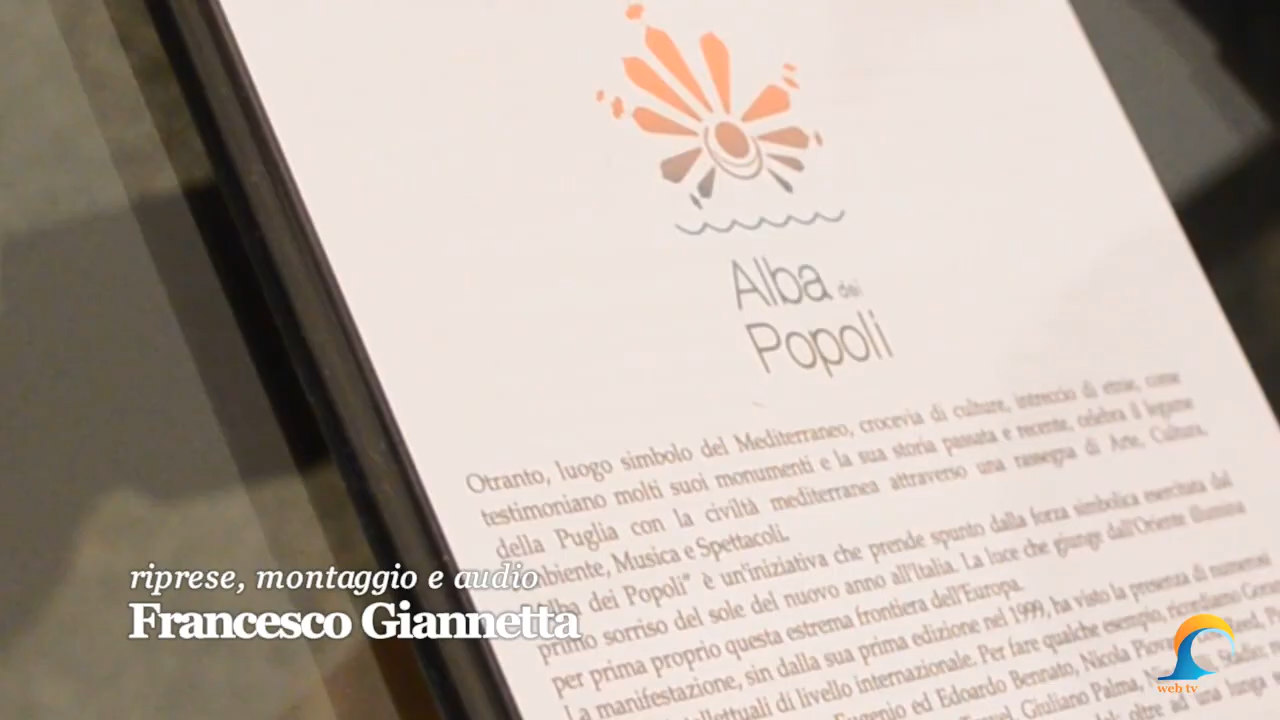 Alba dei
Popoli
Otranto, luogo simbolo del Mediterraneo, crocevia di culture, intreccio di etnie, come
testimoniano molti suoi monumenti e la sua storia passata e recente, celebra il legame
della Puglia con la civiltà mediterranea attraverso una rassegna di Arte, Cultura,
Ambiente, Musica e Spettacoli.
Alba dei Popoli" è un'iniziativa che prende spunto dalla forza simbolica esercitata dal
primo sorriso del sole del nuovo anno all'Italia. La luce che giunge dall'Oriente illumina
per prima proprio questa estrema frontiera dell'Europa.
La manifestazione, sin dalla sua prima edizione nel 1999, ha visto la presenza di numerosi
intellettuali di livello internazionale. Per fare qualche esempio, ricordiamo
Eugenio ed Edoardo Bennato, Nicola
Giuliano Palma,
oltre ad una lunga
riprese, montaggio e audio
Francesco Giannetta
web tv